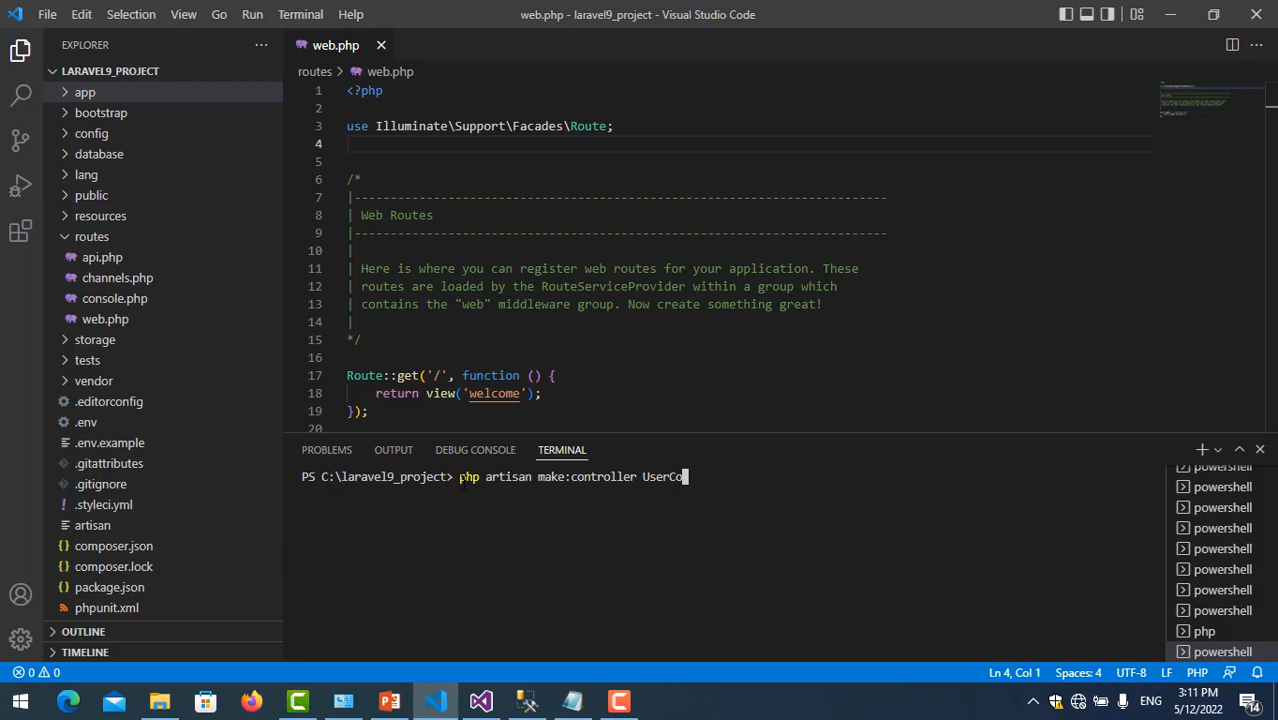 File Edit Selection View Go Run Terminal Help
web.php - laravel9_project - Visual Studio Code
EXPLORER
LARAVEL9_PROJECT
app
bootstrap
config
database
lang
public
resources
routes
api.php
channels.php
console.php
web.php
storage
tests
vendor
.editorconfig
.env
.env.example
.gitattributes
.gitignore
.styleci.yml
artisan
composer.json
composer.lock
package.json
phpunit.xml
OUTLINE
TIMELINE
web.php
routes > web.php
1 <?php
2
3 use Illuminate\Support\Facades\Route;
4
5
6 /*
7 |--------------------------------------------------------------------------
8 | Web Routes
9 |--------------------------------------------------------------------------
10 |
11 | Here is where you can register web routes for your application. These
12 | routes are loaded by the RouteServiceProvider within a group which
13 | contains the "web" middleware group. Now create something great!
14 |
15 */
16
17 Route::get('/', function () {
18 return view('welcome');
19 });
20
PROBLEMS OUTPUT DEBUG CONSOLE TERMINAL
PS C:\laravel9_project> php artisan make:controller UserCo
powershell
powershell
powershell
powershell
powershell
powershell
powershell
powershell
php
powershell
0 0
Ln 4, Col 1 Spaces: 4 UTF-8 LF PHP
ENG
3:11 PM
5/12/2022
14